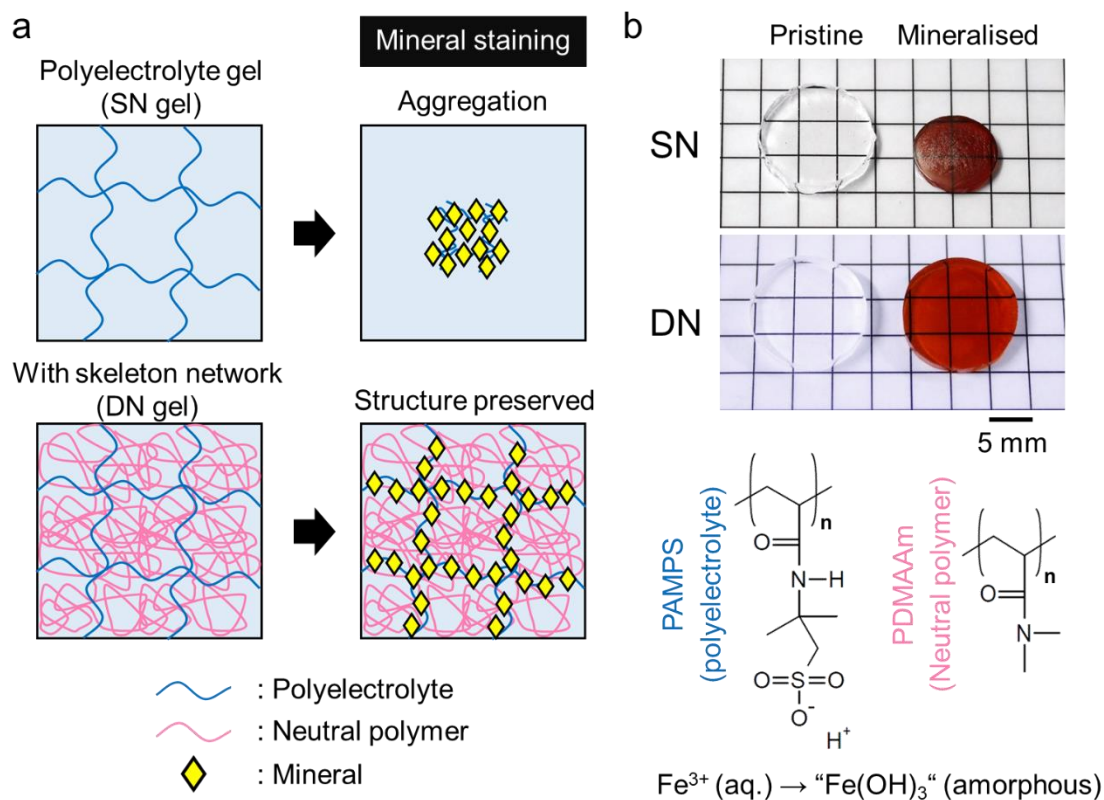 a
Mineral staining
Polyelectrolyte gel
(SN gel)
Aggregation
With skeleton network
(DN gel)
Structure preserved
: Polyelectrolyte
: Neutral polymer
: Mineral
b
Pristine
Mineralised
SN
DN
5 mm
PAMPS
(polyelectrolyte)
n
O
N
H
O
S
O
O-
H+
PDMAAm
(Neutral polymer)
n
O
N
Fe³⁺ (aq.) → “Fe(OH)₃“ (amorphous)